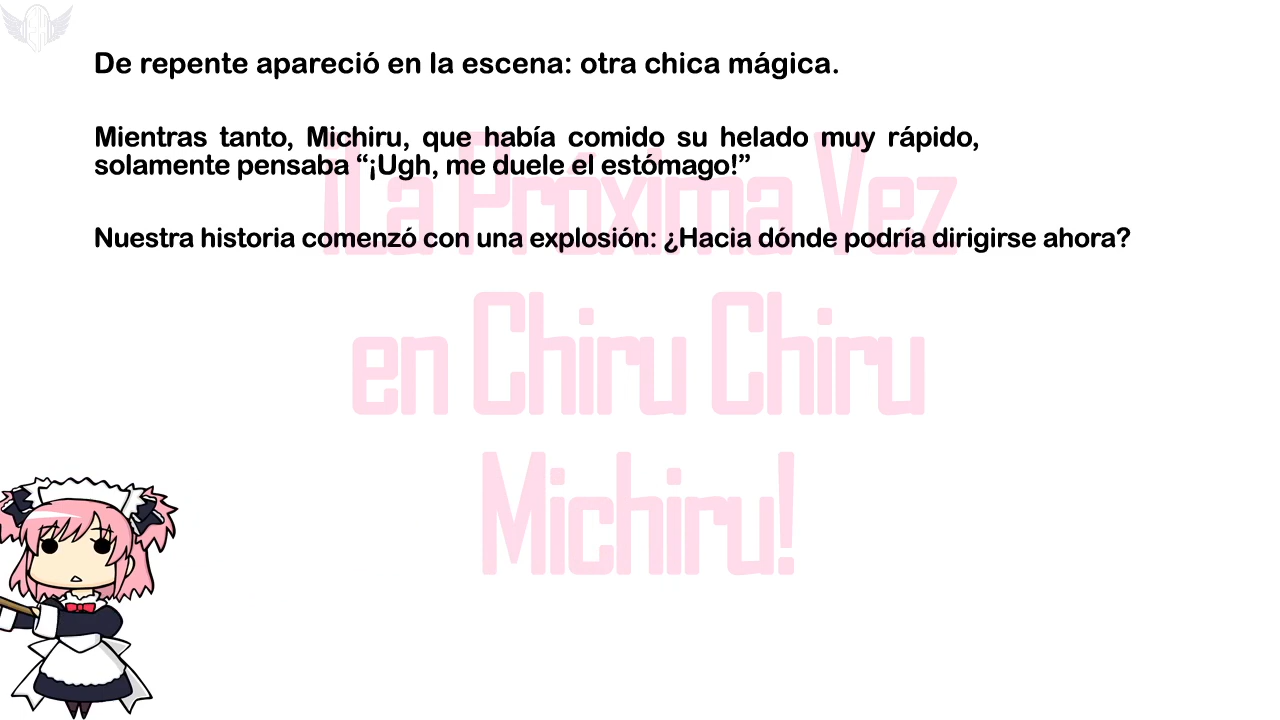 De repente apareció en la escena: otra chica mágica.
Mientras tanto, Michiru, que había comido su helado muy rápido,
solamente pensaba “¡Ugh, me duele el estómago!”
Nuestra historia comenzó con una explosión: ¿Hacia dónde podría dirigirse ahora?
¡La Próxima Vez
en Chiru Chiru
Michiru!